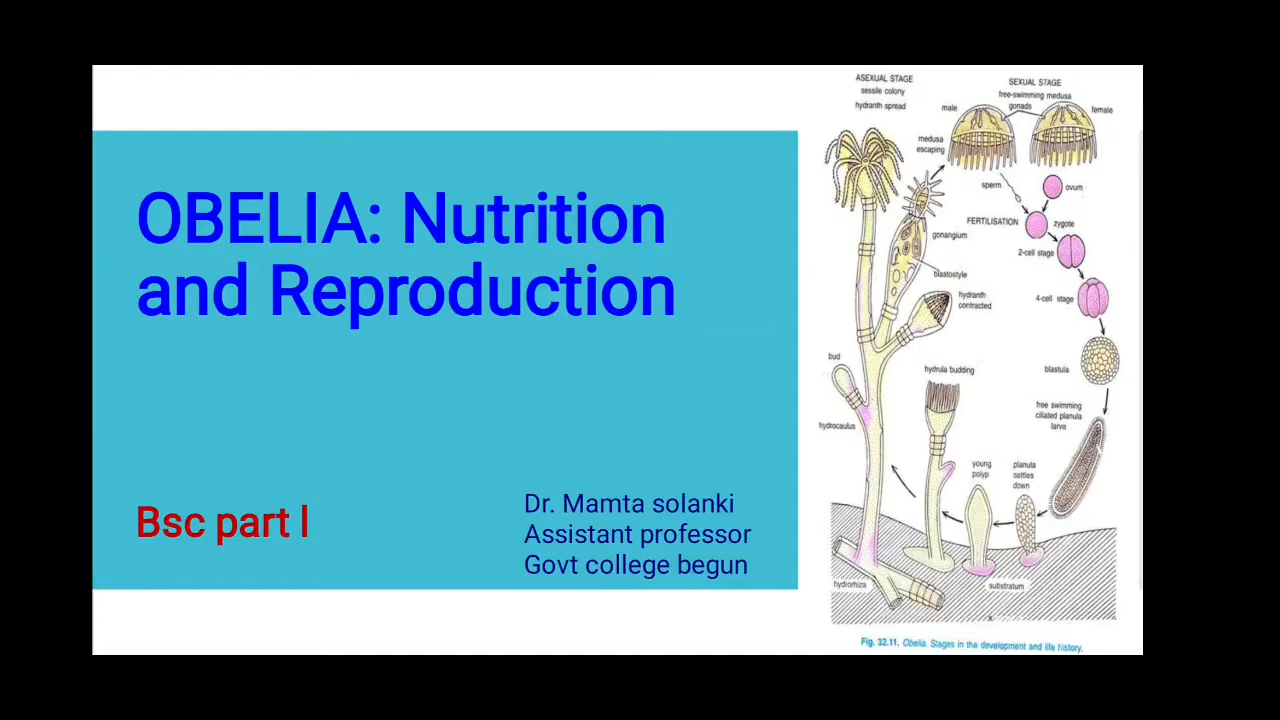 OBELIA: Nutrition
and Reproduction
Bsc part l
Dr. Mamta solanki
Assistant professor
Govt college begun
ASEXUAL STAGE
sessile colony
hydranth spread
SEXUAL STAGE
free-swimming medusa
gonads
male
female
medusa
escaping
sperm
ovum
FERTILISATION
zygote
gonangium
2-cell stage
blastostyle
hydranth
contracted
4-cell stage
bud
hydrula budding
blastula
free swimming
ciliated planula
larva
hydrocaulus
young
polyp
planula
settles
down
hydrorhiza
substratum
Fig. 32.11. Obelia. Stages in the development and life history.